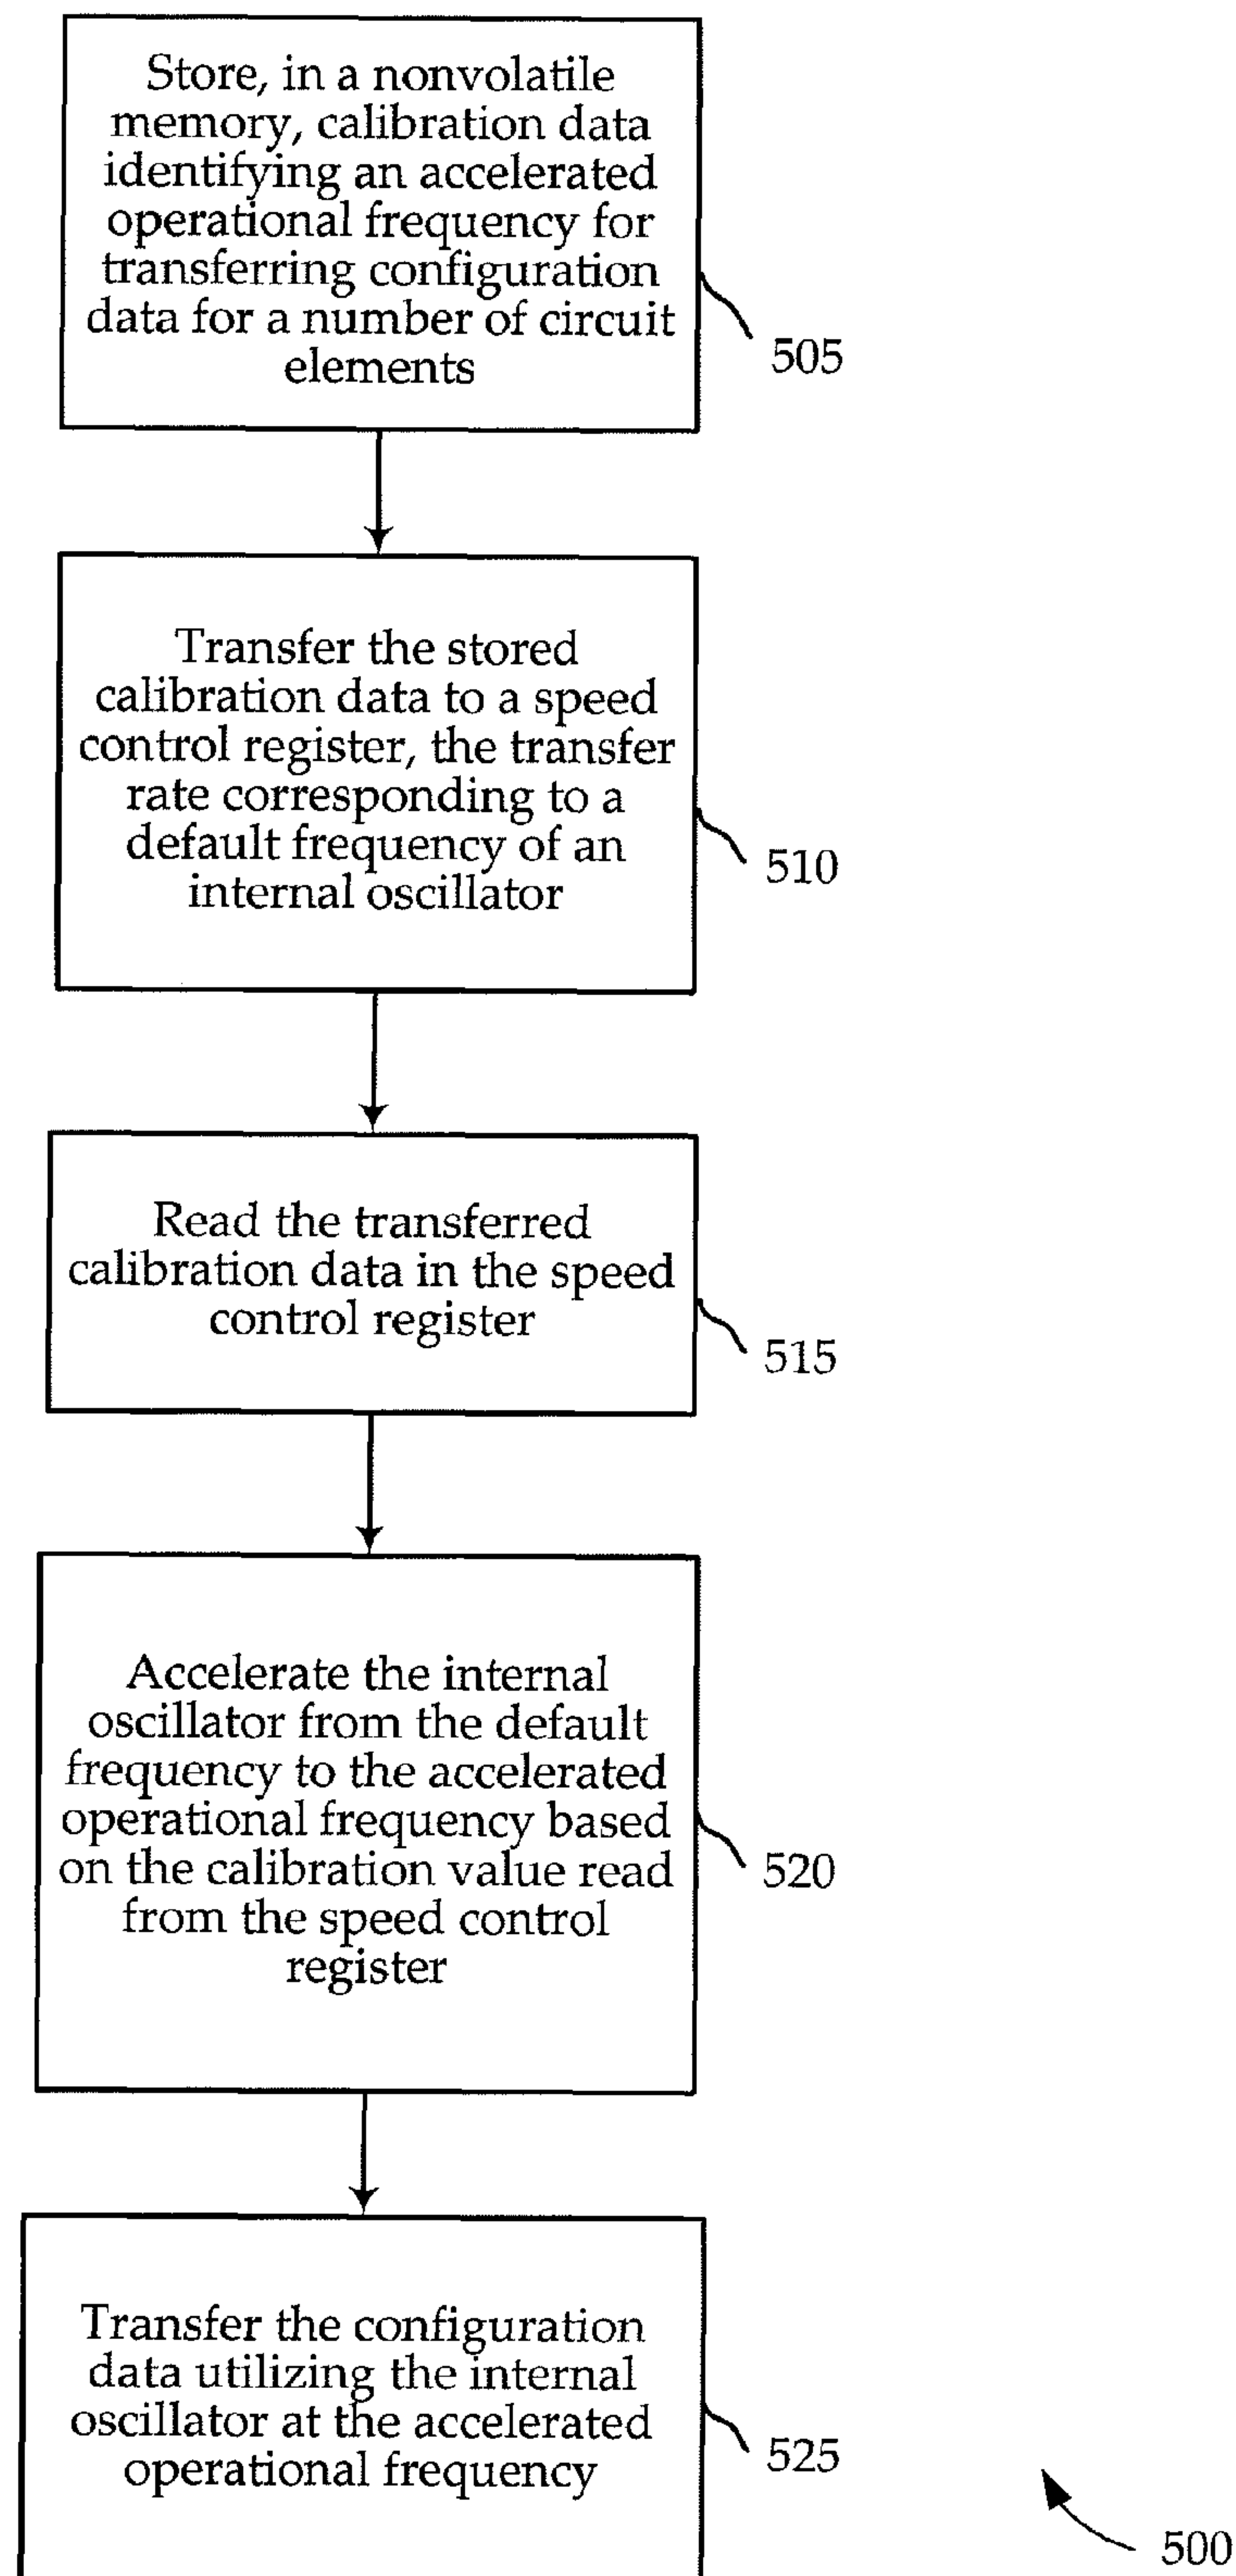 Store, in a nonvolatile
memory, calibration data
identifying an accelerated
operational frequency for
transferring configuration
data for a number of circuit
elements
505
Transfer the stored
calibration data to a speed
control register, the transfer
rate corresponding to a
default frequency of an
internal oscillator
510
Read the transferred
calibration data in the speed
control register
515
Accelerate the internal
oscillator from the default
frequency to the accelerated
operational frequency based
on the calibration value read
from the speed control
register
520
Transfer the configuration
data utilizing the internal
oscillator at the accelerated
operational frequency
525
500